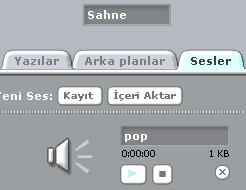 Sahne
Yazılar Arka planlar Sesler
Yeni Ses: Kayıt İçeri Aktar
pop
0:00:00 1 KB